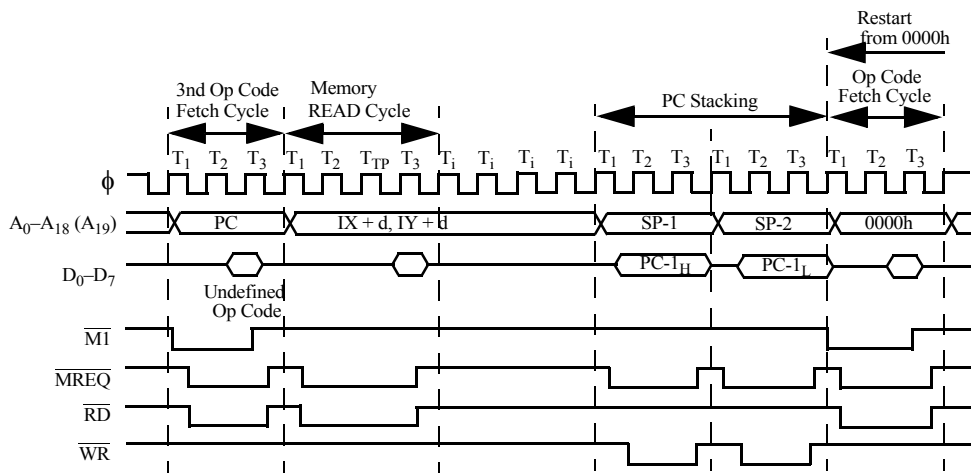 Restart
from 0000h
3nd Op Code
Fetch Cycle
Memory
READ Cycle
PC Stacking
Op Code
Fetch Cycle
T1 T2 T3 T1 T2 TTP T3 Ti Ti Ti Ti T1 T2 T3 T1 T2 T3 T1 T2 T3
ϕ
A0–A18 (A19) PC IX + d, IY + d SP-1 SP-2 0000h
D0–D7 PC-1H PC-1L
Undefined
Op Code
M1
MREQ
RD
WR